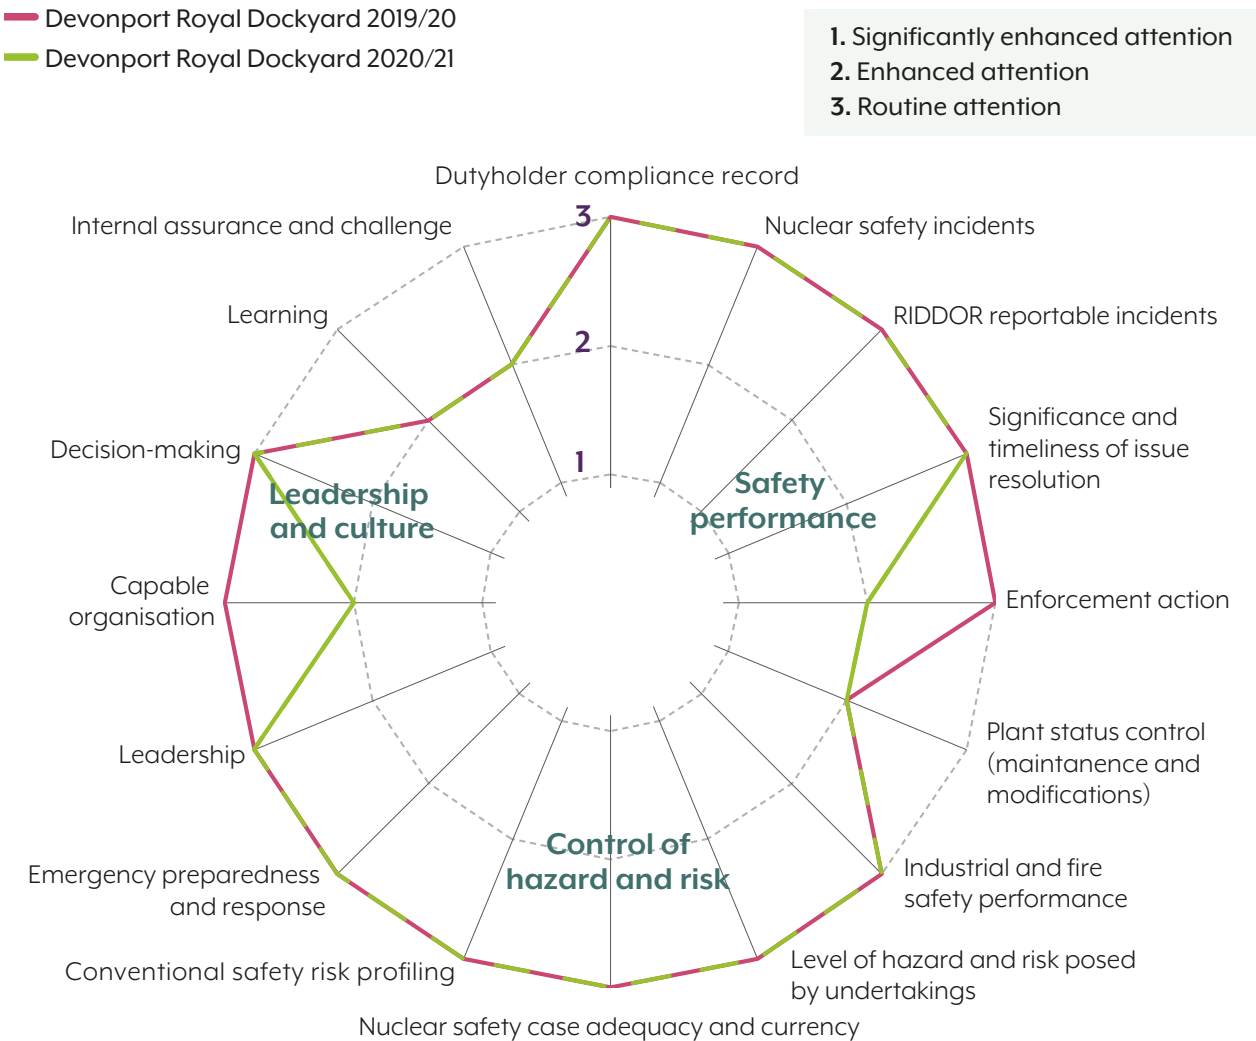 Devonport Royal Dockyard 2019/20
Devonport Royal Dockyard 2020/21
1. Significantly enhanced attention
2. Enhanced attention
3. Routine attention
Dutyholder compliance record
Internal assurance and challenge
3
Nuclear safety incidents
Learning
RIDDOR reportable incidents
2
Decision-making
Significance and
timeliness of issue
resolution
1
Leadership
and culture
Safety
performance
Capable
organisation
Enforcement action
Leadership
Plant status control
(maintanence and
modifications)
Control of
hazard and risk
Emergency preparedness
and response
Industrial and fire
safety performance
Conventional safety risk profiling
Level of hazard and risk posed
by undertakings
Nuclear safety case adequacy and currency